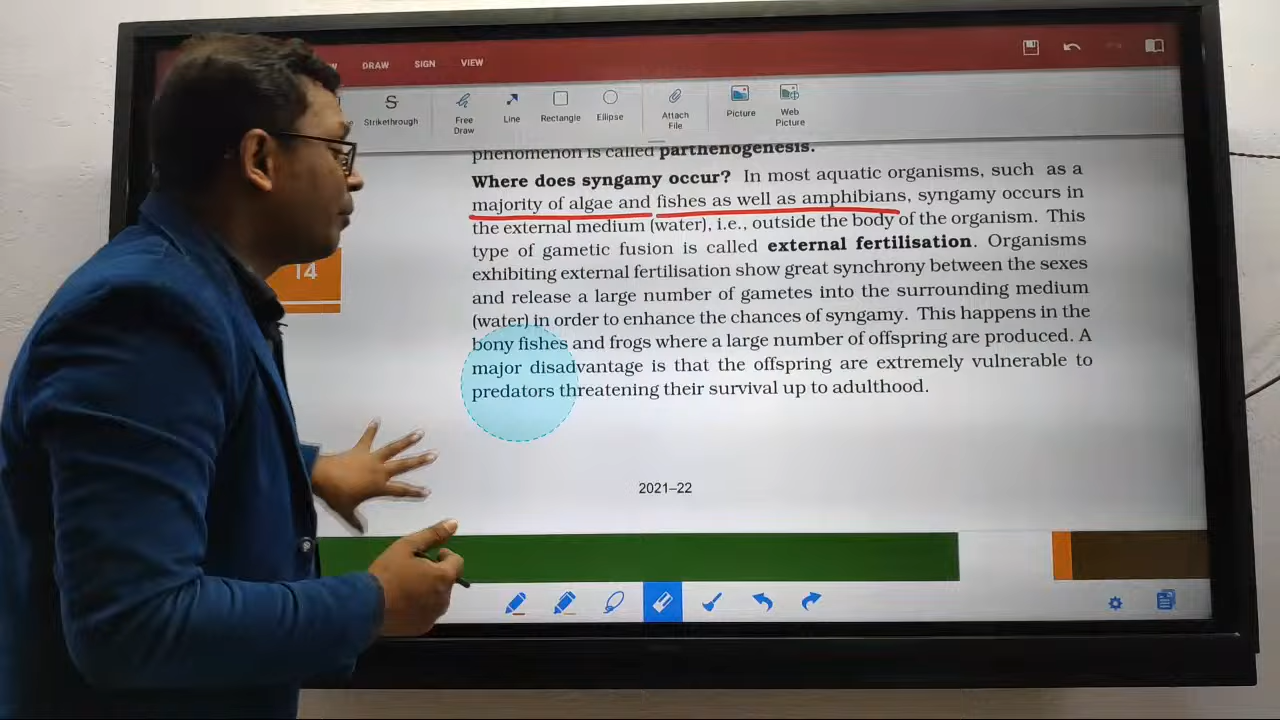 DRAW SIGN VIEW
Strikethrough Free Draw Line Rectangle Ellipse Attach File Picture Web Picture
phenomenon is called parthenogenesis.
Where does syngamy occur? In most aquatic organisms, such as a
majority of algae and fishes as well as amphibians, syngamy occurs in
the external medium (water), i.e., outside the body of the organism. This
type of gametic fusion is called external fertilisation. Organisms
14
exhibiting external fertilisation show great synchrony between the sexes
and release a large number of gametes into the surrounding medium
(water) in order to enhance the chances of syngamy. This happens in the
bony fishes and frogs where a large number of offspring are produced. A
major disadvantage is that the offspring are extremely vulnerable to
predators threatening their survival up to adulthood.
2021–22